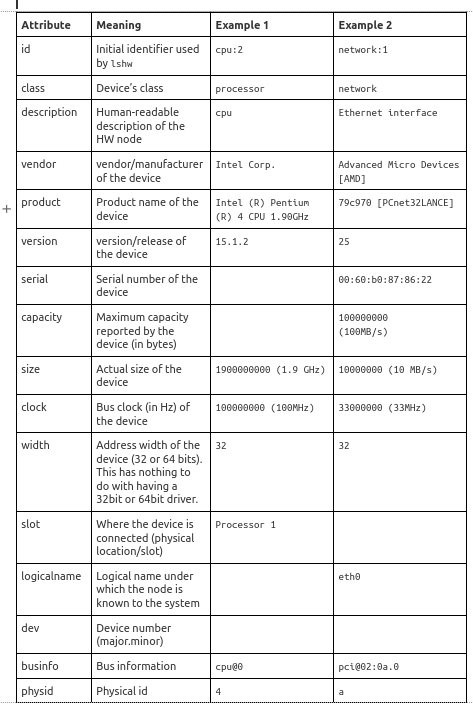 Attribute Meaning Example 1 Example 2
id Initial identifier used cpu:2 network:1
by lshw
class Device's class processor network
description Human-readable cpu Ethernet interface
description of the
HW node
vendor vendor/manufacturer Intel Corp. Advanced Micro Devices
of the device [AMD]
product Product name of the Intel (R) Pentium 79c970 [PCnet32LANCE]
device (R) 4 CPU 1.90GHz
version version/release of 15.1.2 25
the device
serial Serial number of the 00:60:b0:87:86:22
device
capacity Maximum capacity 100000000
reported by the (100MB/s)
device (in bytes)
size Actual size of the 1900000000 (1.9 GHz) 10000000 (10 MB/s)
device
clock Bus clock (in Hz) of 100000000 (100MHz) 33000000 (33MHz)
the device
width Address width of the 32 32
device (32 or 64 bits).
This has nothing to
do with having a
32bit or 64bit driver.
slot Where the device is Processor 1
connected (physical
location/slot)
logicalname Logical name under eth0
which the node is
known to the system
dev Device number
(major.minor)
businfo Bus information cpu@0 pci@02:0a.0
physid Physical id 4 a